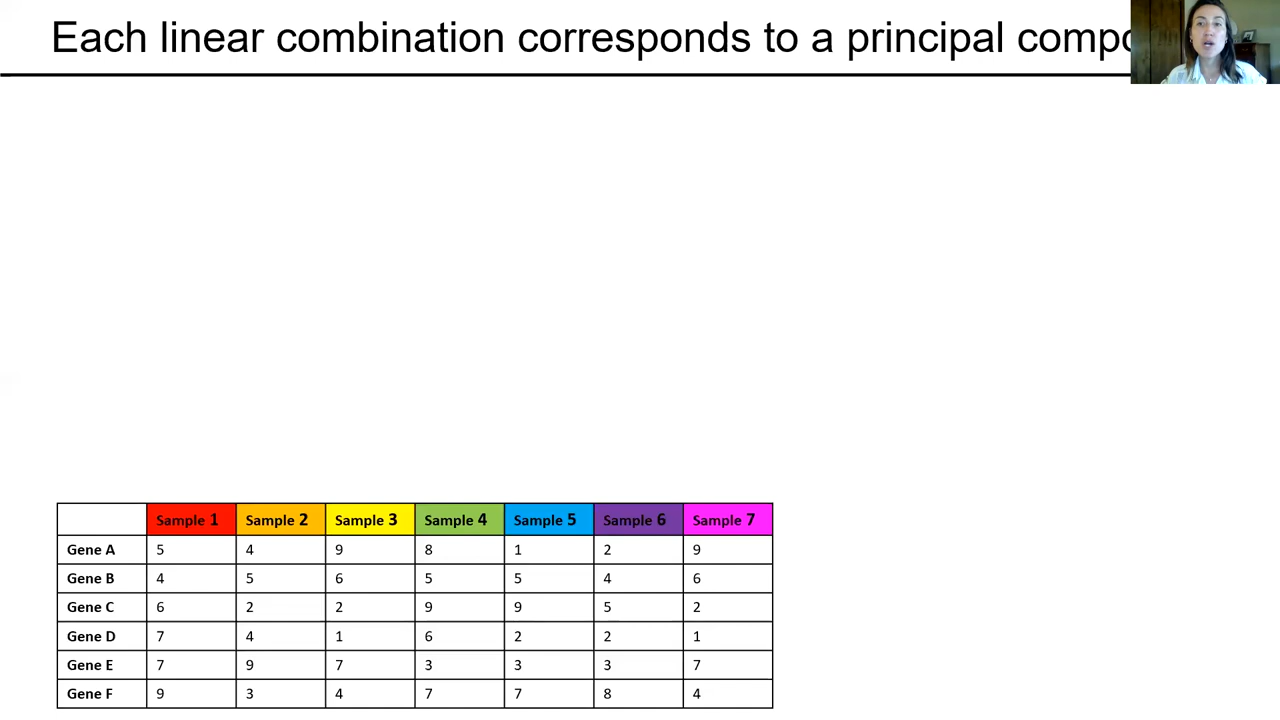 Each linear combination corresponds to a principal
Sample 1 Sample 2 Sample 3 Sample 4 Sample 5 Sample 6 Sample 7
Gene A 5 4 9 8 1 2 9
Gene B 4 5 6 5 5 4 6
Gene C 6 2 2 9 9 5 2
Gene D 7 4 1 6 2 2 1
Gene E 7 9 7 3 3 3 7
Gene F 9 3 4 7 7 8 4